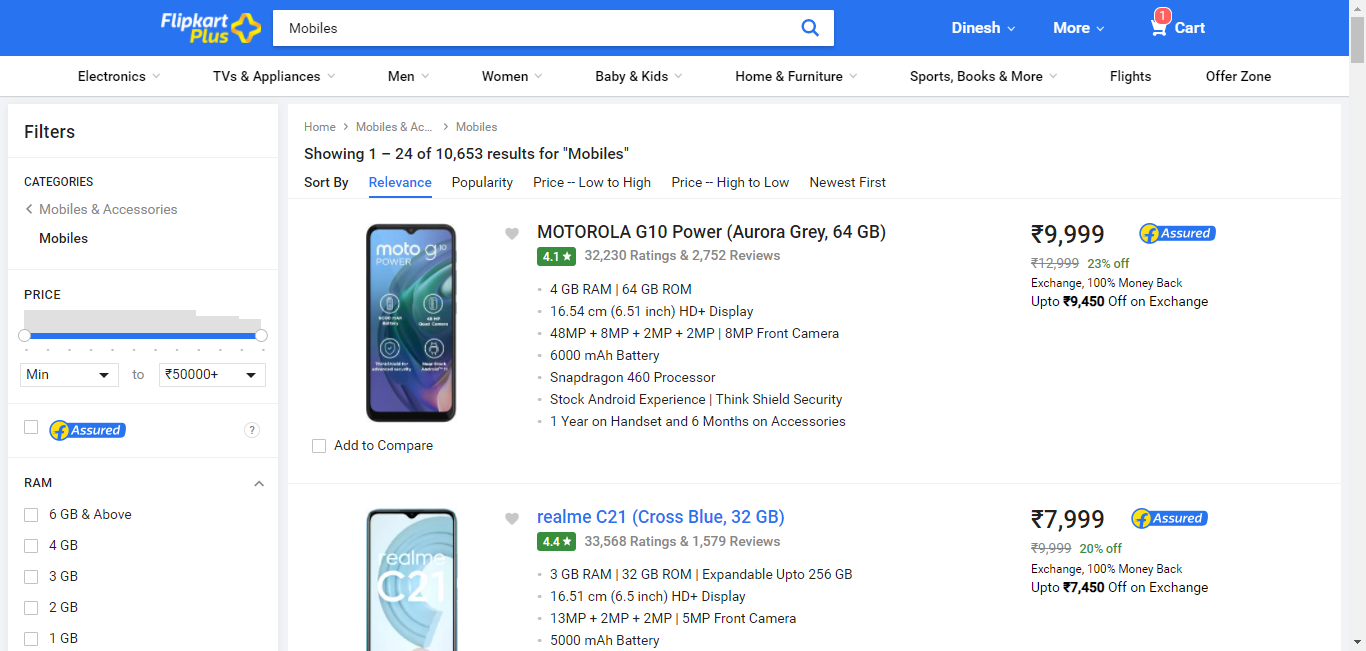 Flipkart
Plus
Mobiles
Dinesh
More
1
Cart
Electronics
TVs & Appliances
Men
Women
Baby & Kids
Home & Furniture
Sports, Books & More
Flights
Offer Zone
Filters
CATEGORIES
Mobiles & Accessories
Mobiles
PRICE
Min to ₹50000+
Assured ?
RAM
6 GB & Above
4 GB
3 GB
2 GB
1 GB
Home > Mobiles & Ac... > Mobiles
Showing 1 – 24 of 10,653 results for "Mobiles"
Sort By Relevance Popularity Price -- Low to High Price -- High to Low Newest First
moto g10
POWER
Add to Compare
MOTOROLA G10 Power (Aurora Grey, 64 GB)
4.1 ★ 32,230 Ratings & 2,752 Reviews
4 GB RAM | 64 GB ROM
16.54 cm (6.51 inch) HD+ Display
48MP + 8MP + 2MP + 2MP | 8MP Front Camera
6000 mAh Battery
Snapdragon 460 Processor
Stock Android Experience | Think Shield Security
1 Year on Handset and 6 Months on Accessories
₹9,999 Assured
₹12,999 23% off
Exchange, 100% Money Back
Upto ₹9,450 Off on Exchange
realme
C21
realme C21 (Cross Blue, 32 GB)
4.4 ★ 33,568 Ratings & 1,579 Reviews
3 GB RAM | 32 GB ROM | Expandable Upto 256 GB
16.51 cm (6.5 inch) HD+ Display
13MP + 2MP + 2MP | 5MP Front Camera
5000 mAh Battery
₹7,999 Assured
₹9,999 20% off
Exchange, 100% Money Back
Upto ₹7,450 Off on Exchange